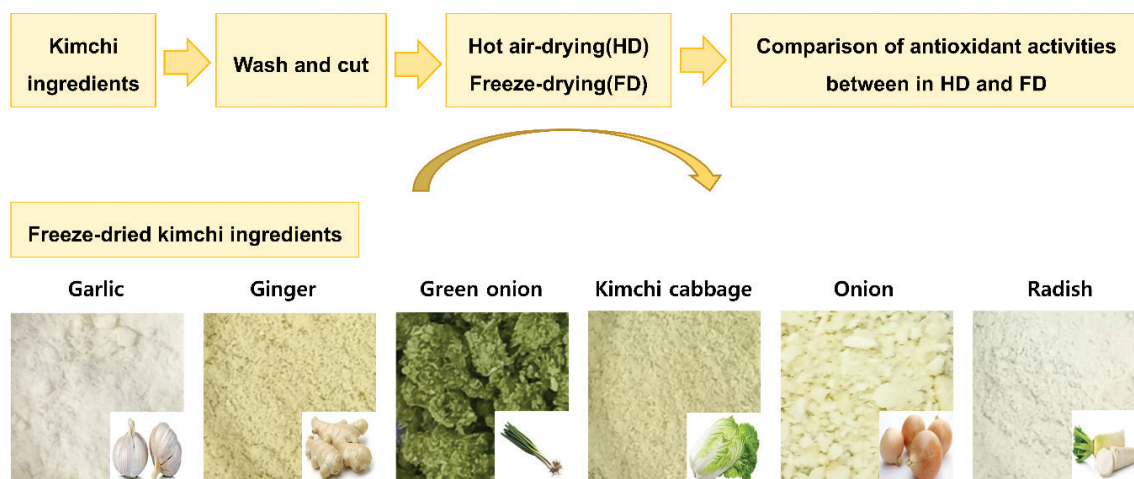 Kimchi
ingredients
Wash and cut
Hot air-drying(HD)
Freeze-drying(FD)
Comparison of antioxidant activities
between in HD and FD
Freeze-dried kimchi ingredients
Garlic
Ginger
Green onion
Kimchi cabbage
Onion
Radish